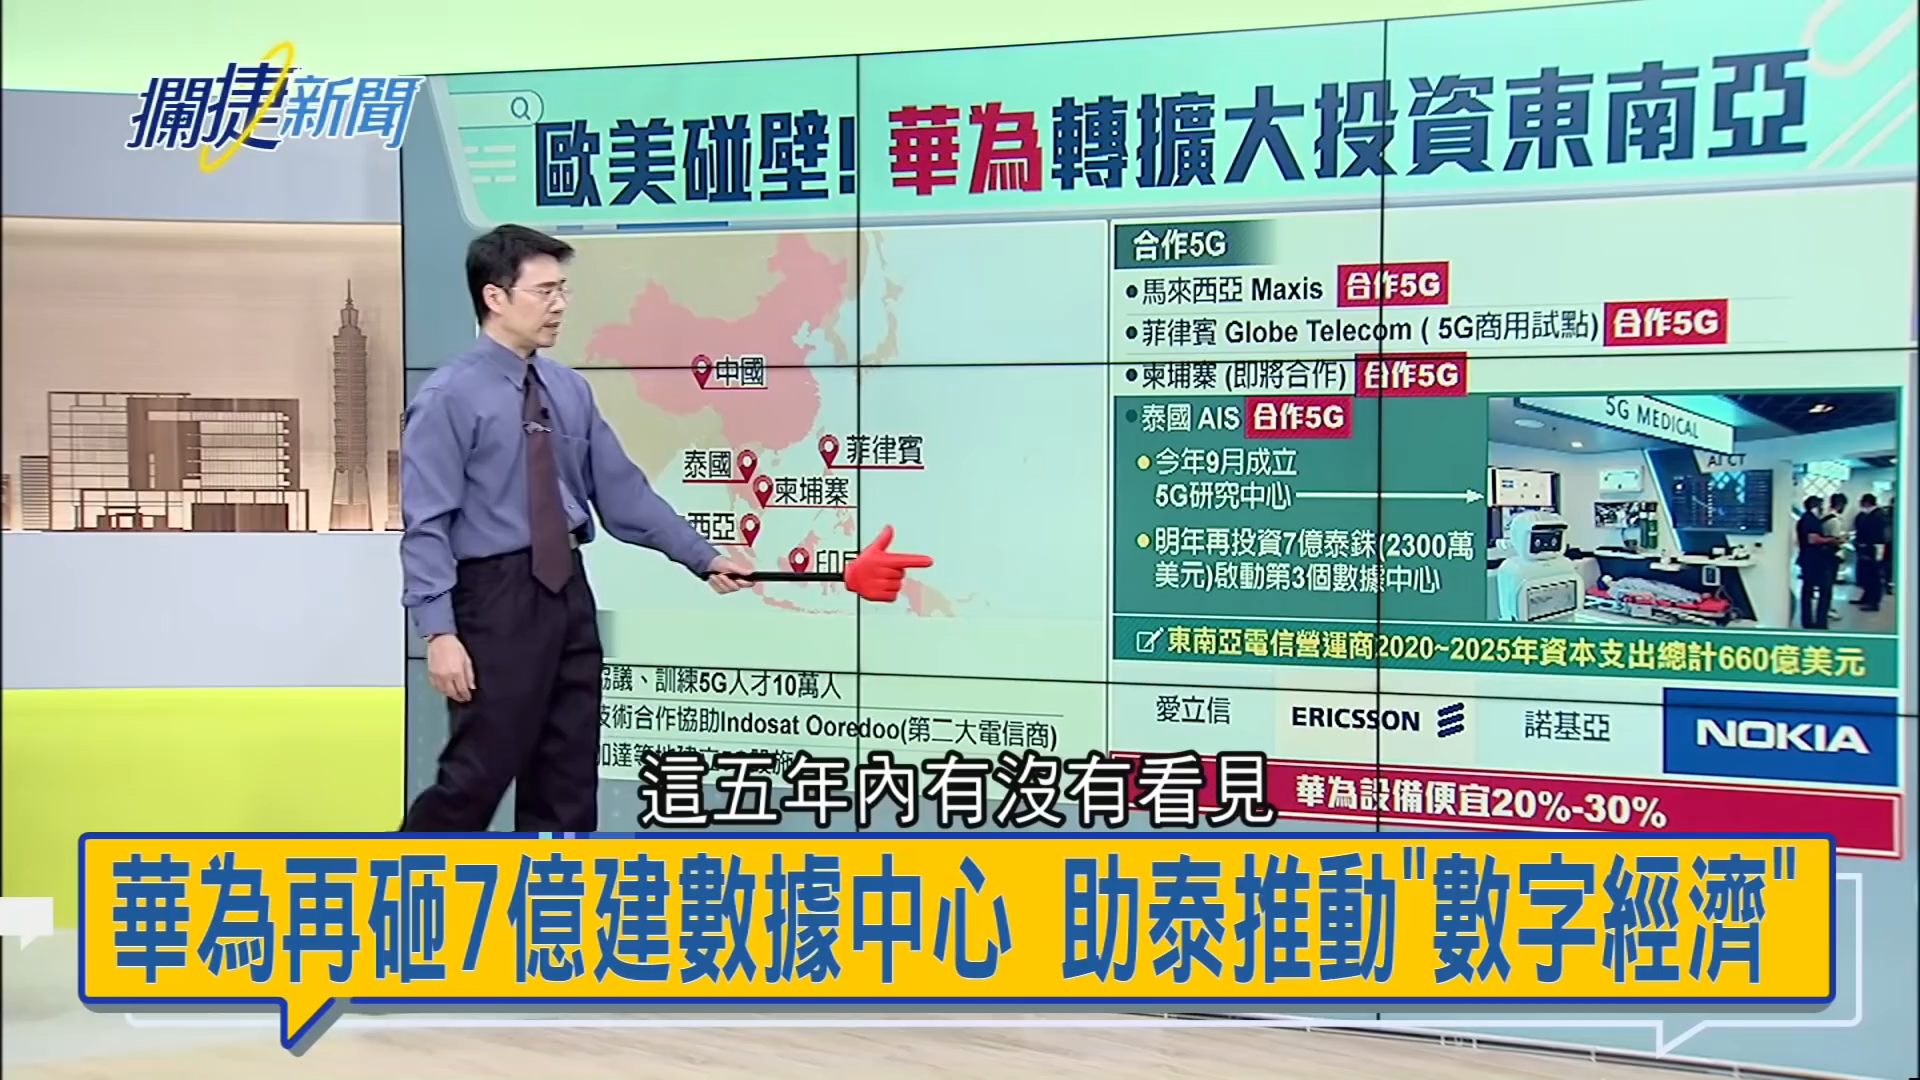 攔捷新聞
歐美碰壁! 華為轉擴大投資東南亞
中國
泰國
菲律賓
柬埔寨
西亞
合作5G
•馬來西亞 Maxis 合作5G
•菲律賓 Globe Telecom ( 5G商用試點) 合作5G
•柬埔寨 (即將合作) 合作5G
•泰國 AIS 合作5G
•今年9月成立
5G研究中心
•明年再投資7億泰銖(2300萬
美元)啟動第3個數據中心
5G MEDICAL
東南亞電信營運商2020~2025年資本支出總計660億美元
協議、訓練5G人才10萬人
技術合作協助Indosat Ooredoo(第二大電信商)
愛立信 ERICSSON 諾基亞 NOKIA
華為設備便宜20%-30%
這五年內有沒有看見
華為再砸7億建數據中心 助泰推動"數字經濟"